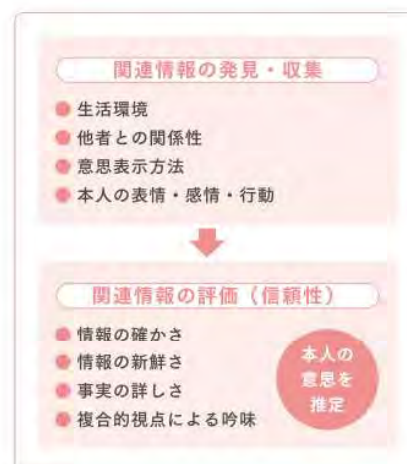 関連情報の発見・収集
生活環境
他者との関係性
意思表示方法
本人の表情・感情・行動
関連情報の評価（信頼性）
情報の確かさ
情報の新鮮さ
事実の詳しさ
複合的視点による吟味
本人の
意思を
推定